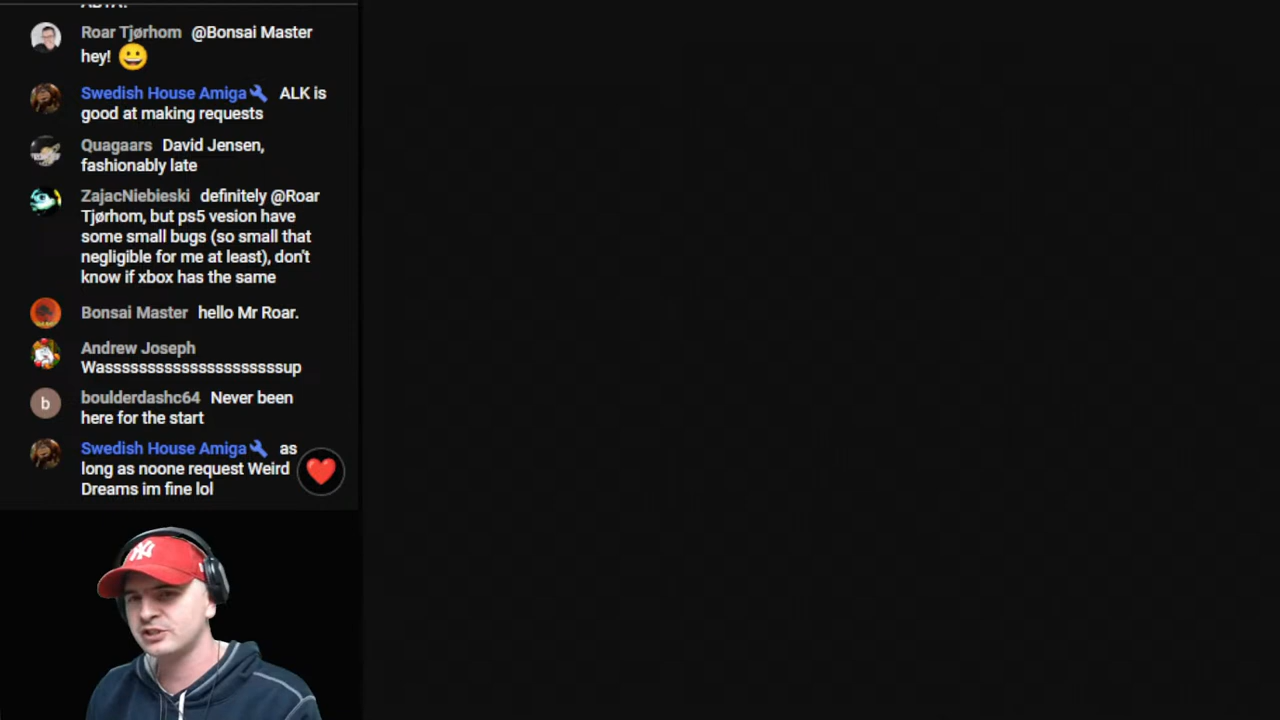 Roar Tjørhom @Bonsai Master
hey! 😀
Swedish House Amiga ALK is
good at making requests
Quagaars David Jensen,
fashionably late
ZajacNiebieski definitely @Roar
Tjørhom, but ps5 vesion have
some small bugs (so small that
negligible for me at least), don't
know if xbox has the same
Bonsai Master hello Mr Roar.
Andrew Joseph
Wasssssssssssssssssssssup
boulderdashc64 Never been
b
here for the start
Swedish House Amiga as
long as noone request Weird
Dreams im fine lol
NY